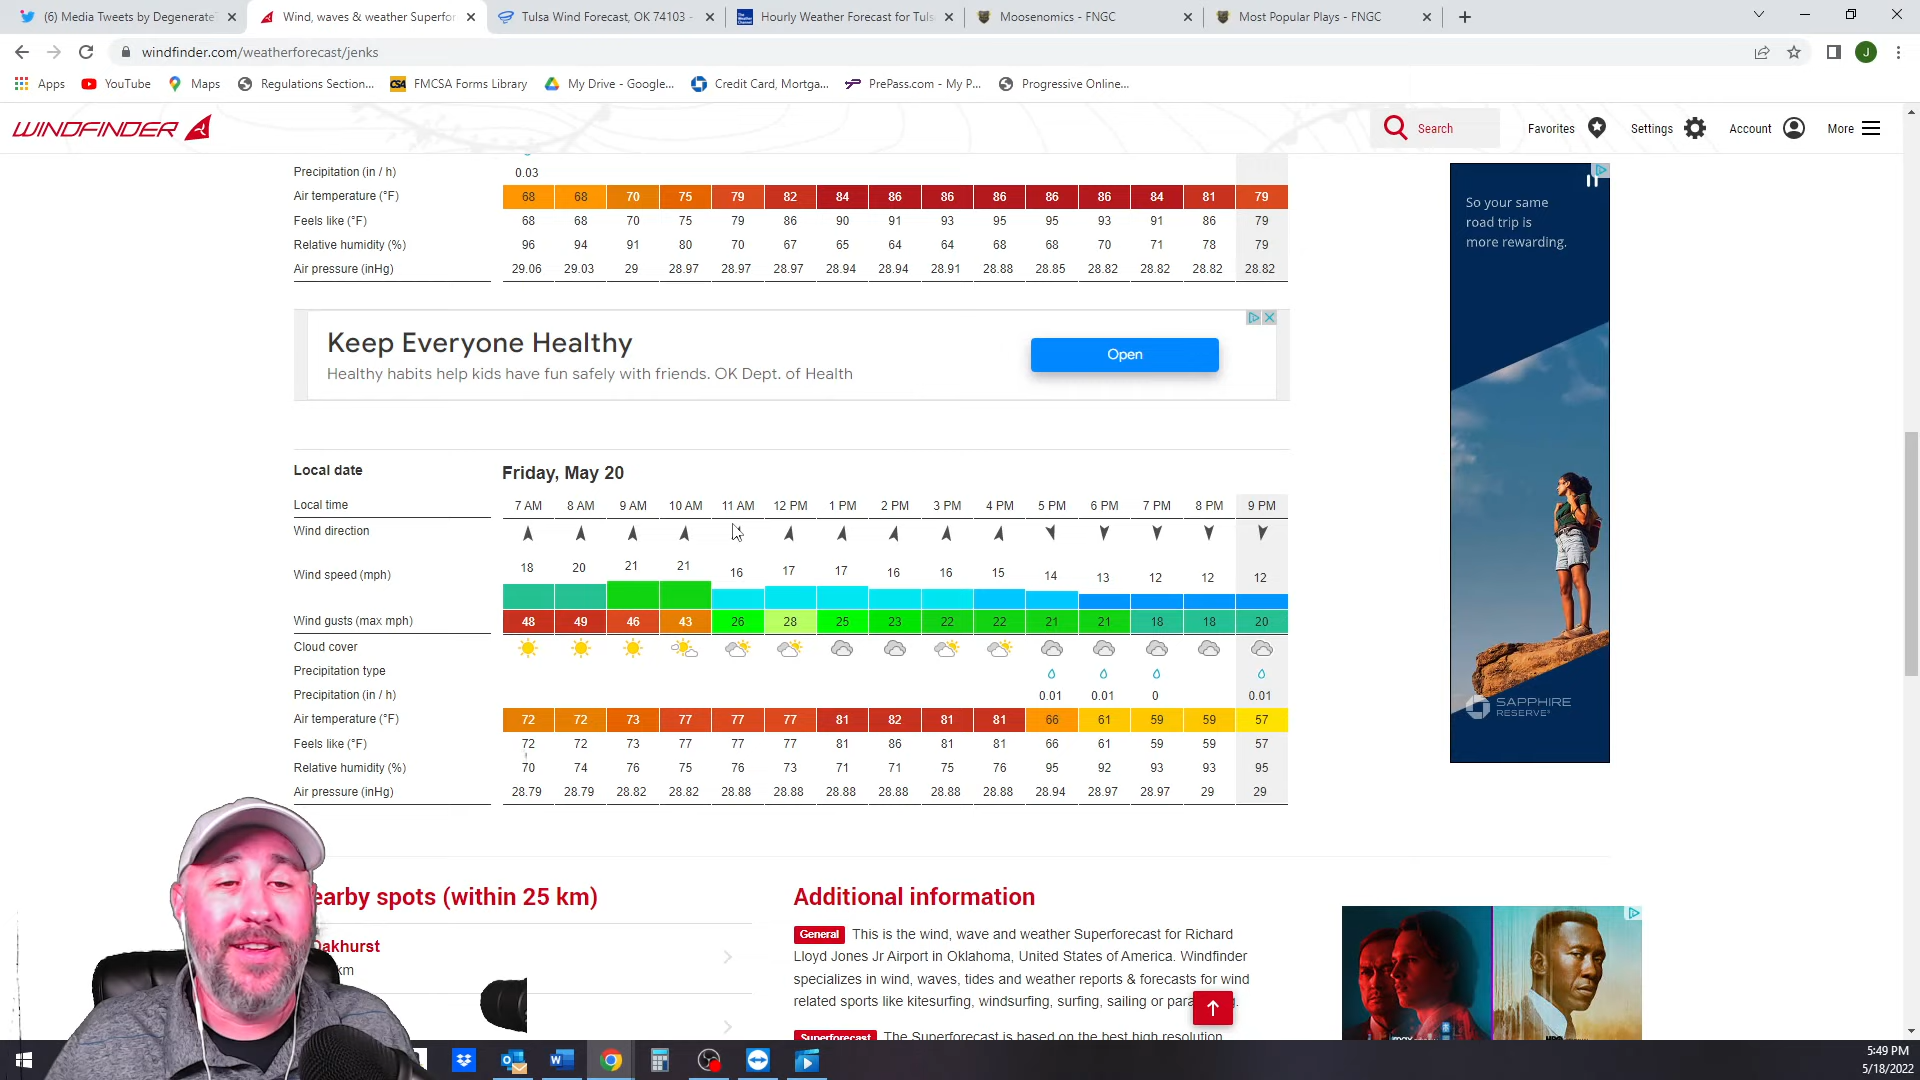 (6) Media Tweets by Degenerate
Wind, waves & weather Superfor
Tulsa Wind Forecast, OK 74103 -
Hourly Weather Forecast for Tuls
Moosenomics - FNGC
Most Popular Plays - FNGC
windfinder.com/weatherforecast/jenks
J
Apps
YouTube
Maps
Regulations Section...
FMCSA Forms Library
My Drive - Google...
Credit Card, Mortga...
PrePass.com - My P...
Progressive Online...
WINDFINDER
Search
Favorites
Settings
Account
More
Precipitation (in / h) 0.03
Air temperature (°F) 68 68 70 75 79 82 84 86 86 86 86 86 84 81 79
Feels like (°F) 68 68 70 75 79 86 90 91 93 95 95 93 91 86 79
Relative humidity (%) 96 94 91 80 70 67 65 64 64 68 68 70 71 78 79
Air pressure (inHg) 29.06 29.03 29 28.97 28.97 28.97 28.94 28.94 28.91 28.88 28.85 28.82 28.82 28.82 28.82
So your same
road trip is
more rewarding.
Keep Everyone Healthy
Healthy habits help kids have fun safely with friends. OK Dept. of Health
Open
Local date Friday, May 20
Local time 7 AM 8 AM 9 AM 10 AM 11 AM 12 PM 1 PM 2 PM 3 PM 4 PM 5 PM 6 PM 7 PM 8 PM 9 PM
Wind direction
Wind speed (mph) 18 20 21 21 16 17 17 16 16 15 14 13 12 12 12
Wind gusts (max mph) 48 49 46 43 26 28 25 23 22 22 21 21 18 18 20
Cloud cover
Precipitation type
Precipitation (in / h) 0.01 0.01 0 0.01
Air temperature (°F) 72 72 73 77 77 77 81 82 81 81 66 61 59 59 57
Feels like (°F) 72 72 73 77 77 77 81 86 81 81 66 61 59 59 57
Relative humidity (%) 70 74 76 75 76 73 71 71 75 76 95 92 93 93 95
Air pressure (inHg) 28.79 28.79 28.82 28.82 28.88 28.88 28.88 28.88 28.88 28.88 28.94 28.97 28.97 29 29
SAPPHIRE
RESERVE
earby spots (within 25 km)
Oakhurst
km
Additional information
General This is the wind, wave and weather Superforecast for Richard
Lloyd Jones Jr Airport in Oklahoma, United States of America. Windfinder
specializes in wind, waves, tides and weather reports & forecasts for wind
related sports like kitesurfing, windsurfing, surfing, sailing or para
Superforecast The Superforecast is based on the best high resolution
5:49 PM
5/18/2022